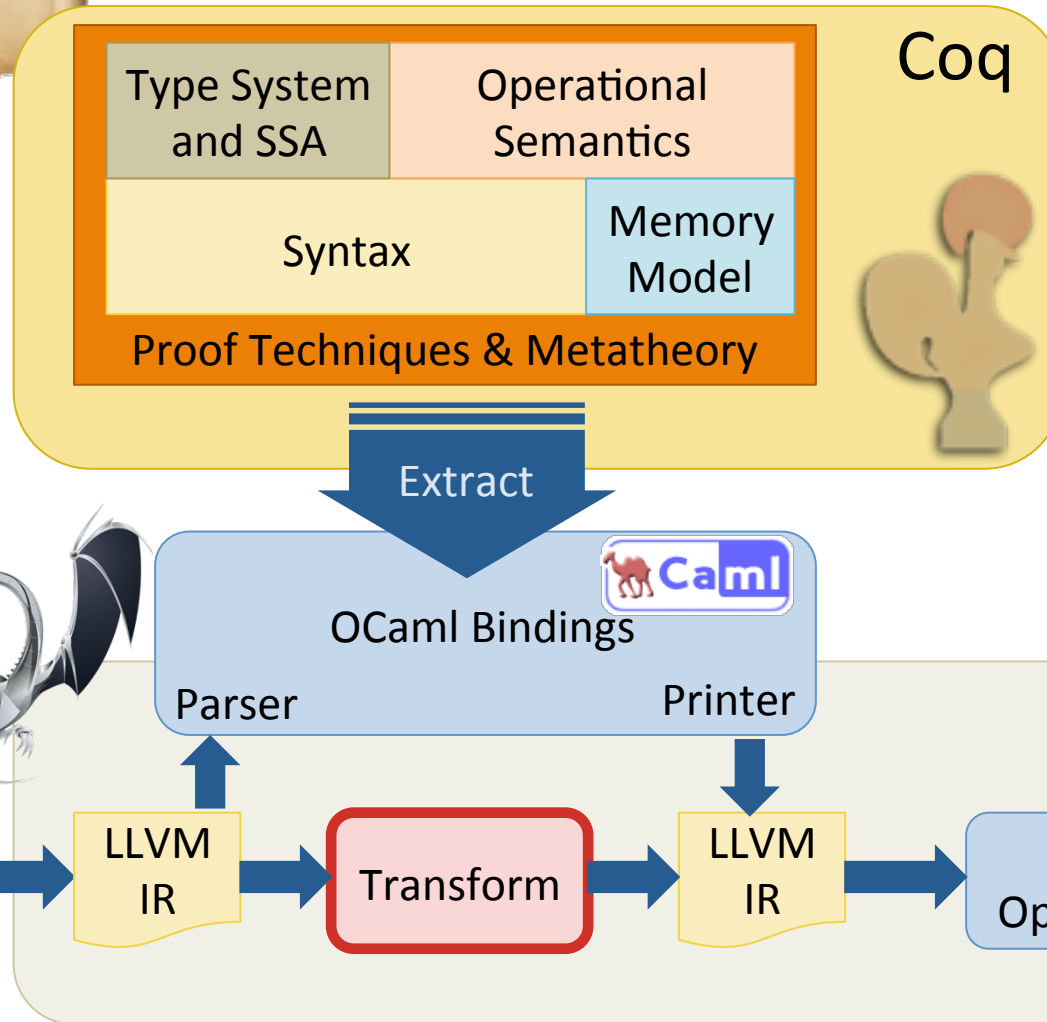 Coq
Type System
and SSA
Operational
Semantics
Syntax
Memory
Model
Proof Techniques & Metatheory
Extract
Caml
OCaml Bindings
Parser
Printer
LLVM
IR
Transform
LLVM
IR
Op